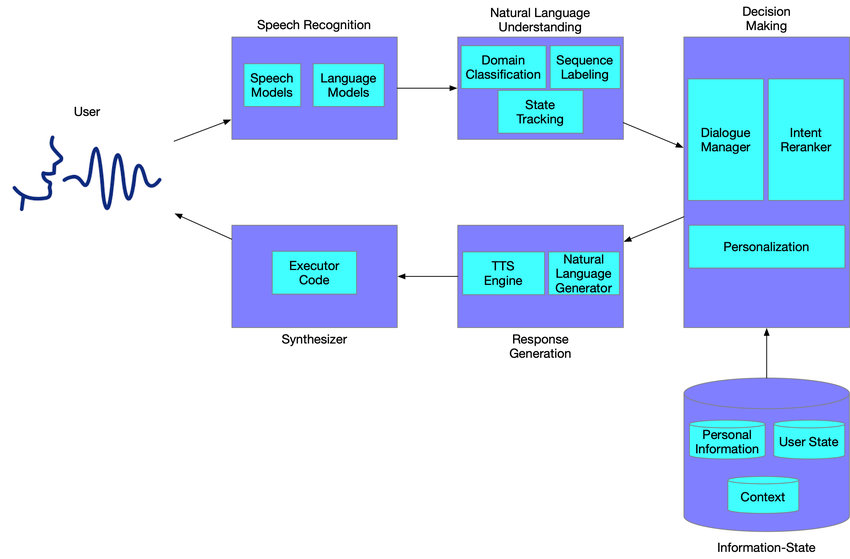 User
Speech Recognition
Speech
Models
Language
Models
Natural Language
Understanding
Domain
Classification
Sequence
Labeling
State
Tracking
Decision
Making
Dialogue
Manager
Intent
Reranker
Personalization
Executor
Code
Synthesizer
TTS
Engine
Natural
Language
Generator
Response
Generation
Personal
Information
User State
Context
Information-State